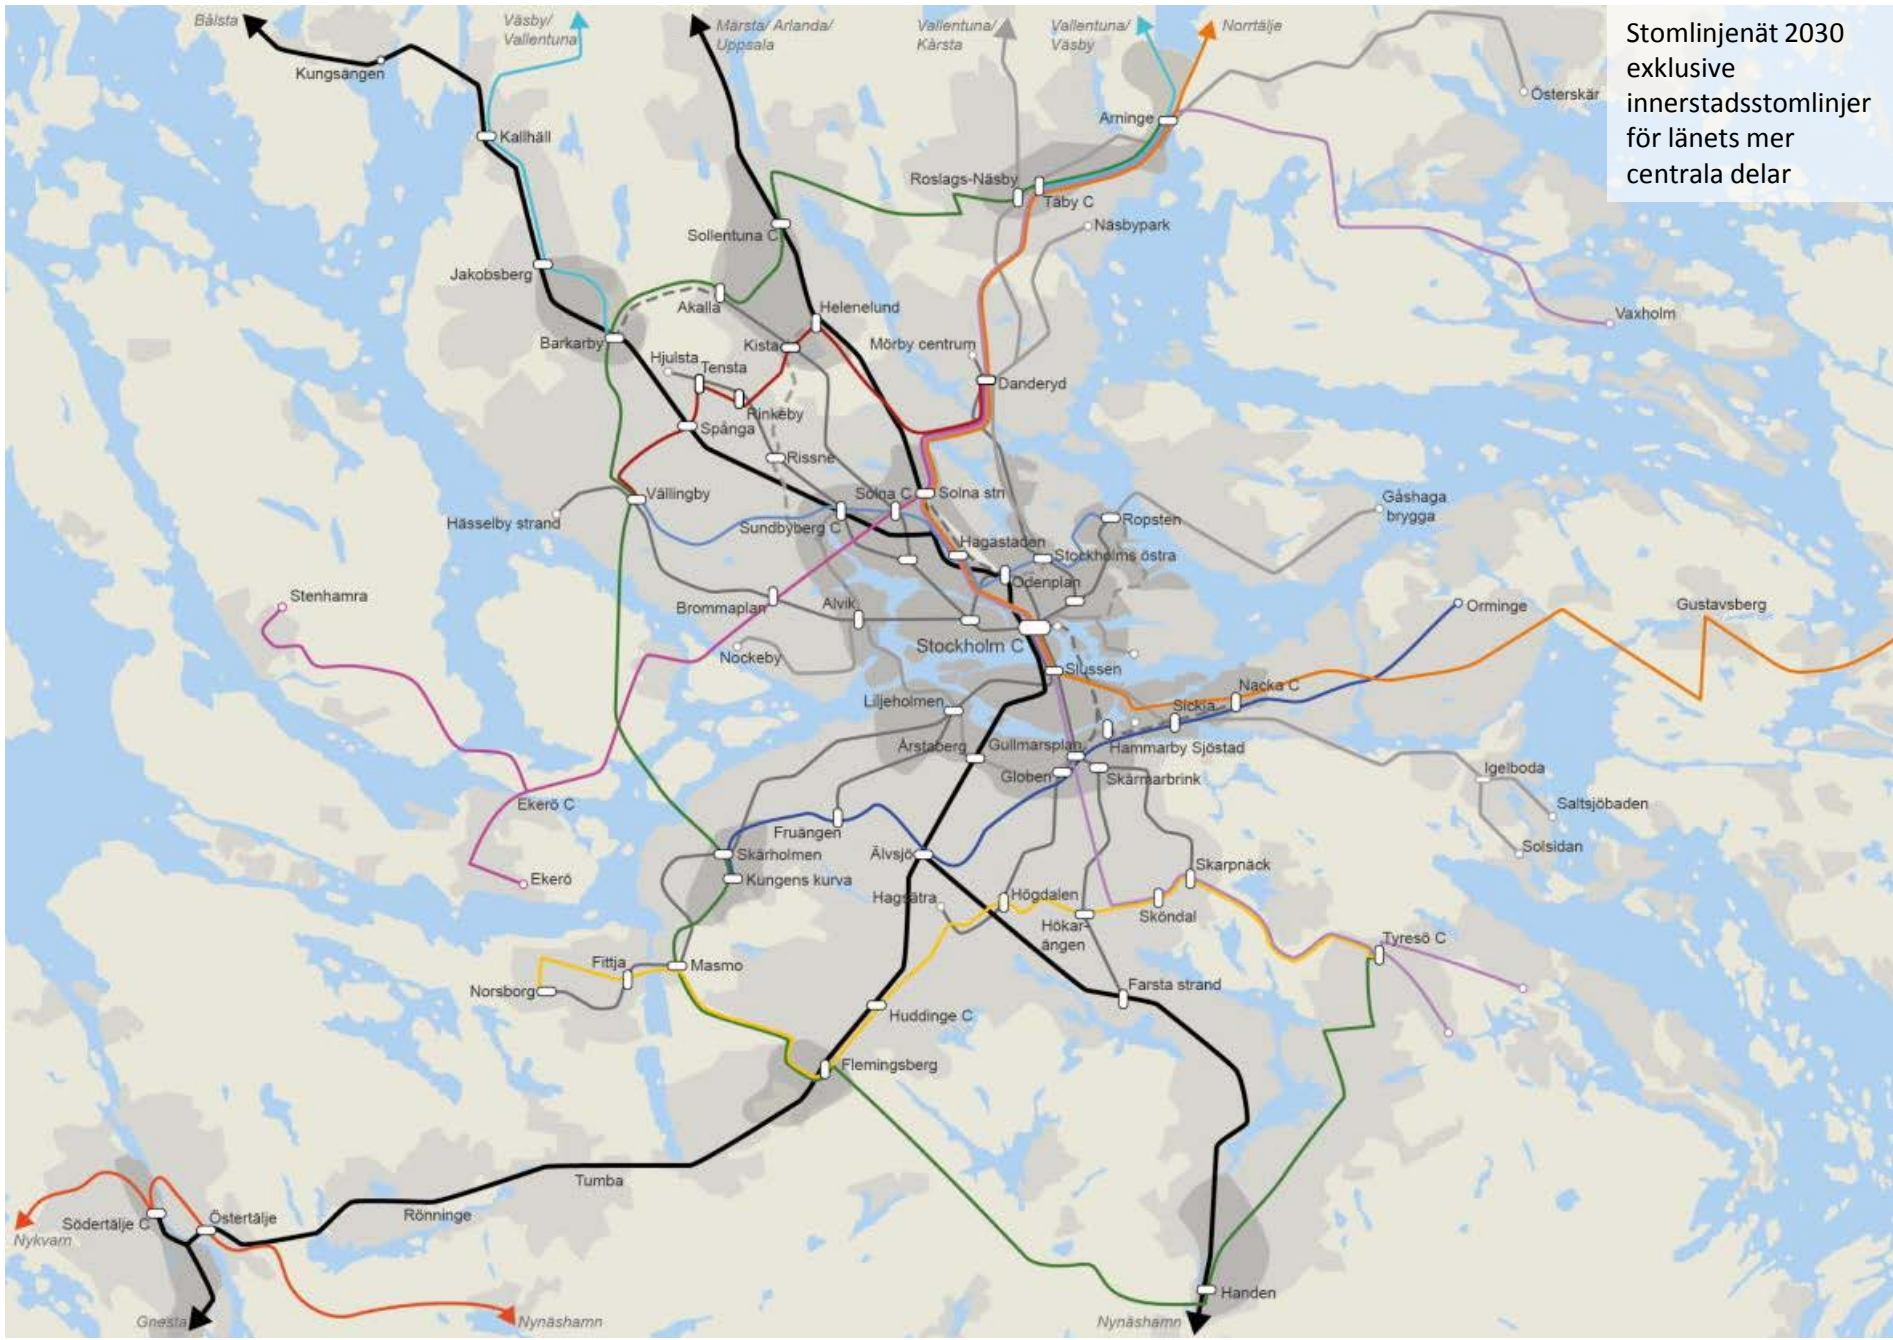 Bålsta
Väsby/
Vallentuna
Märsta/ Arlanda/
Uppsala
Vallentuna/
Kårsta
Vallentuna/
Väsby
Norrtälje
Stomlinjenät 2030
exklusive
innerstadsstomlinjer
för länets mer
centrala delar
Kungsängen
Österskär
Arninge
Kallhäll
Roslags-Näsby
Täby C
Näsbypark
Sollentuna C
Jakobsberg
Akalla
Helenelund
Vaxholm
Barkarby
Kista
Mörby centrum
Hjulsta
Tensta
Danderyd
Rinkeby
Spånga
Rissne
Vällingby
Solna C
Solna stn
Gåshaga
brygga
Hässelby strand
Sundbyberg C
Ropsten
Hagastaden
Stockholms östra
Odenplan
Stenhamra
Brommaplan
Alvik
Orminge
Gustavsberg
Stockholm C
Nockeby
Slussen
Nacka C
Liljeholmen
Sickla
Årstaberg
Gullmarsplan
Hammarby Sjöstad
Globen
Skärmarbrink
Igelboda
Ekerö C
Saltsjöbaden
Fruängen
Solsidan
Skärholmen
Älvsjö
Skarpnäck
Ekerö
Kungens kurva
Hagsätra
Högdalen
Sköndal
Hökar-
ängen
Tyresö C
Fittja
Masmo
Norsborg
Farsta strand
Huddinge C
Flemingsberg
Tumba
Rönninge
Södertälje C
Östertälje
Nykvarn
Handen
Gnesta
Nynäshamn
Nynäshamn